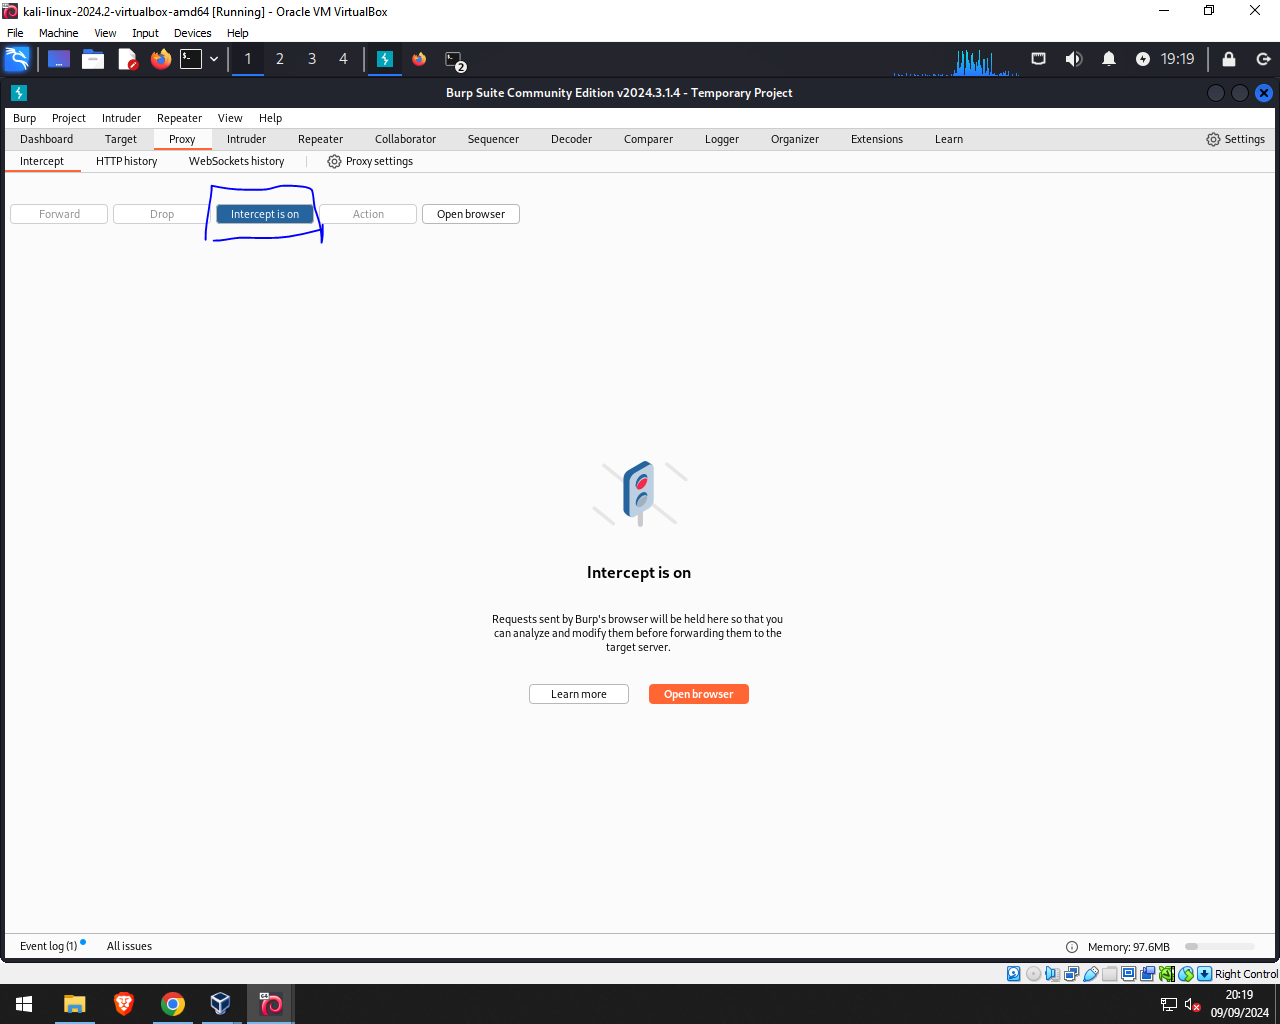 kali-linux-2024.2-virtualbox-amd64 [Running] - Oracle VM VirtualBox
File Machine View Input Devices Help
1 2 3 4 2 19:19
Burp Suite Community Edition v2024.3.1.4 - Temporary Project
Burp Project Intruder Repeater View Help
Dashboard Target Proxy Intruder Repeater Collaborator Sequencer Decoder Comparer Logger Organizer Extensions Learn Settings
Intercept HTTP history WebSockets history Proxy settings
Forward Drop Intercept is on Action Open browser
Intercept is on
Requests sent by Burp's browser will be held here so that you
can analyze and modify them before forwarding them to the
target server.
Learn more Open browser
Event log (1) All issues Memory: 97.6MB
Right Control
64
20:19
09/09/2024